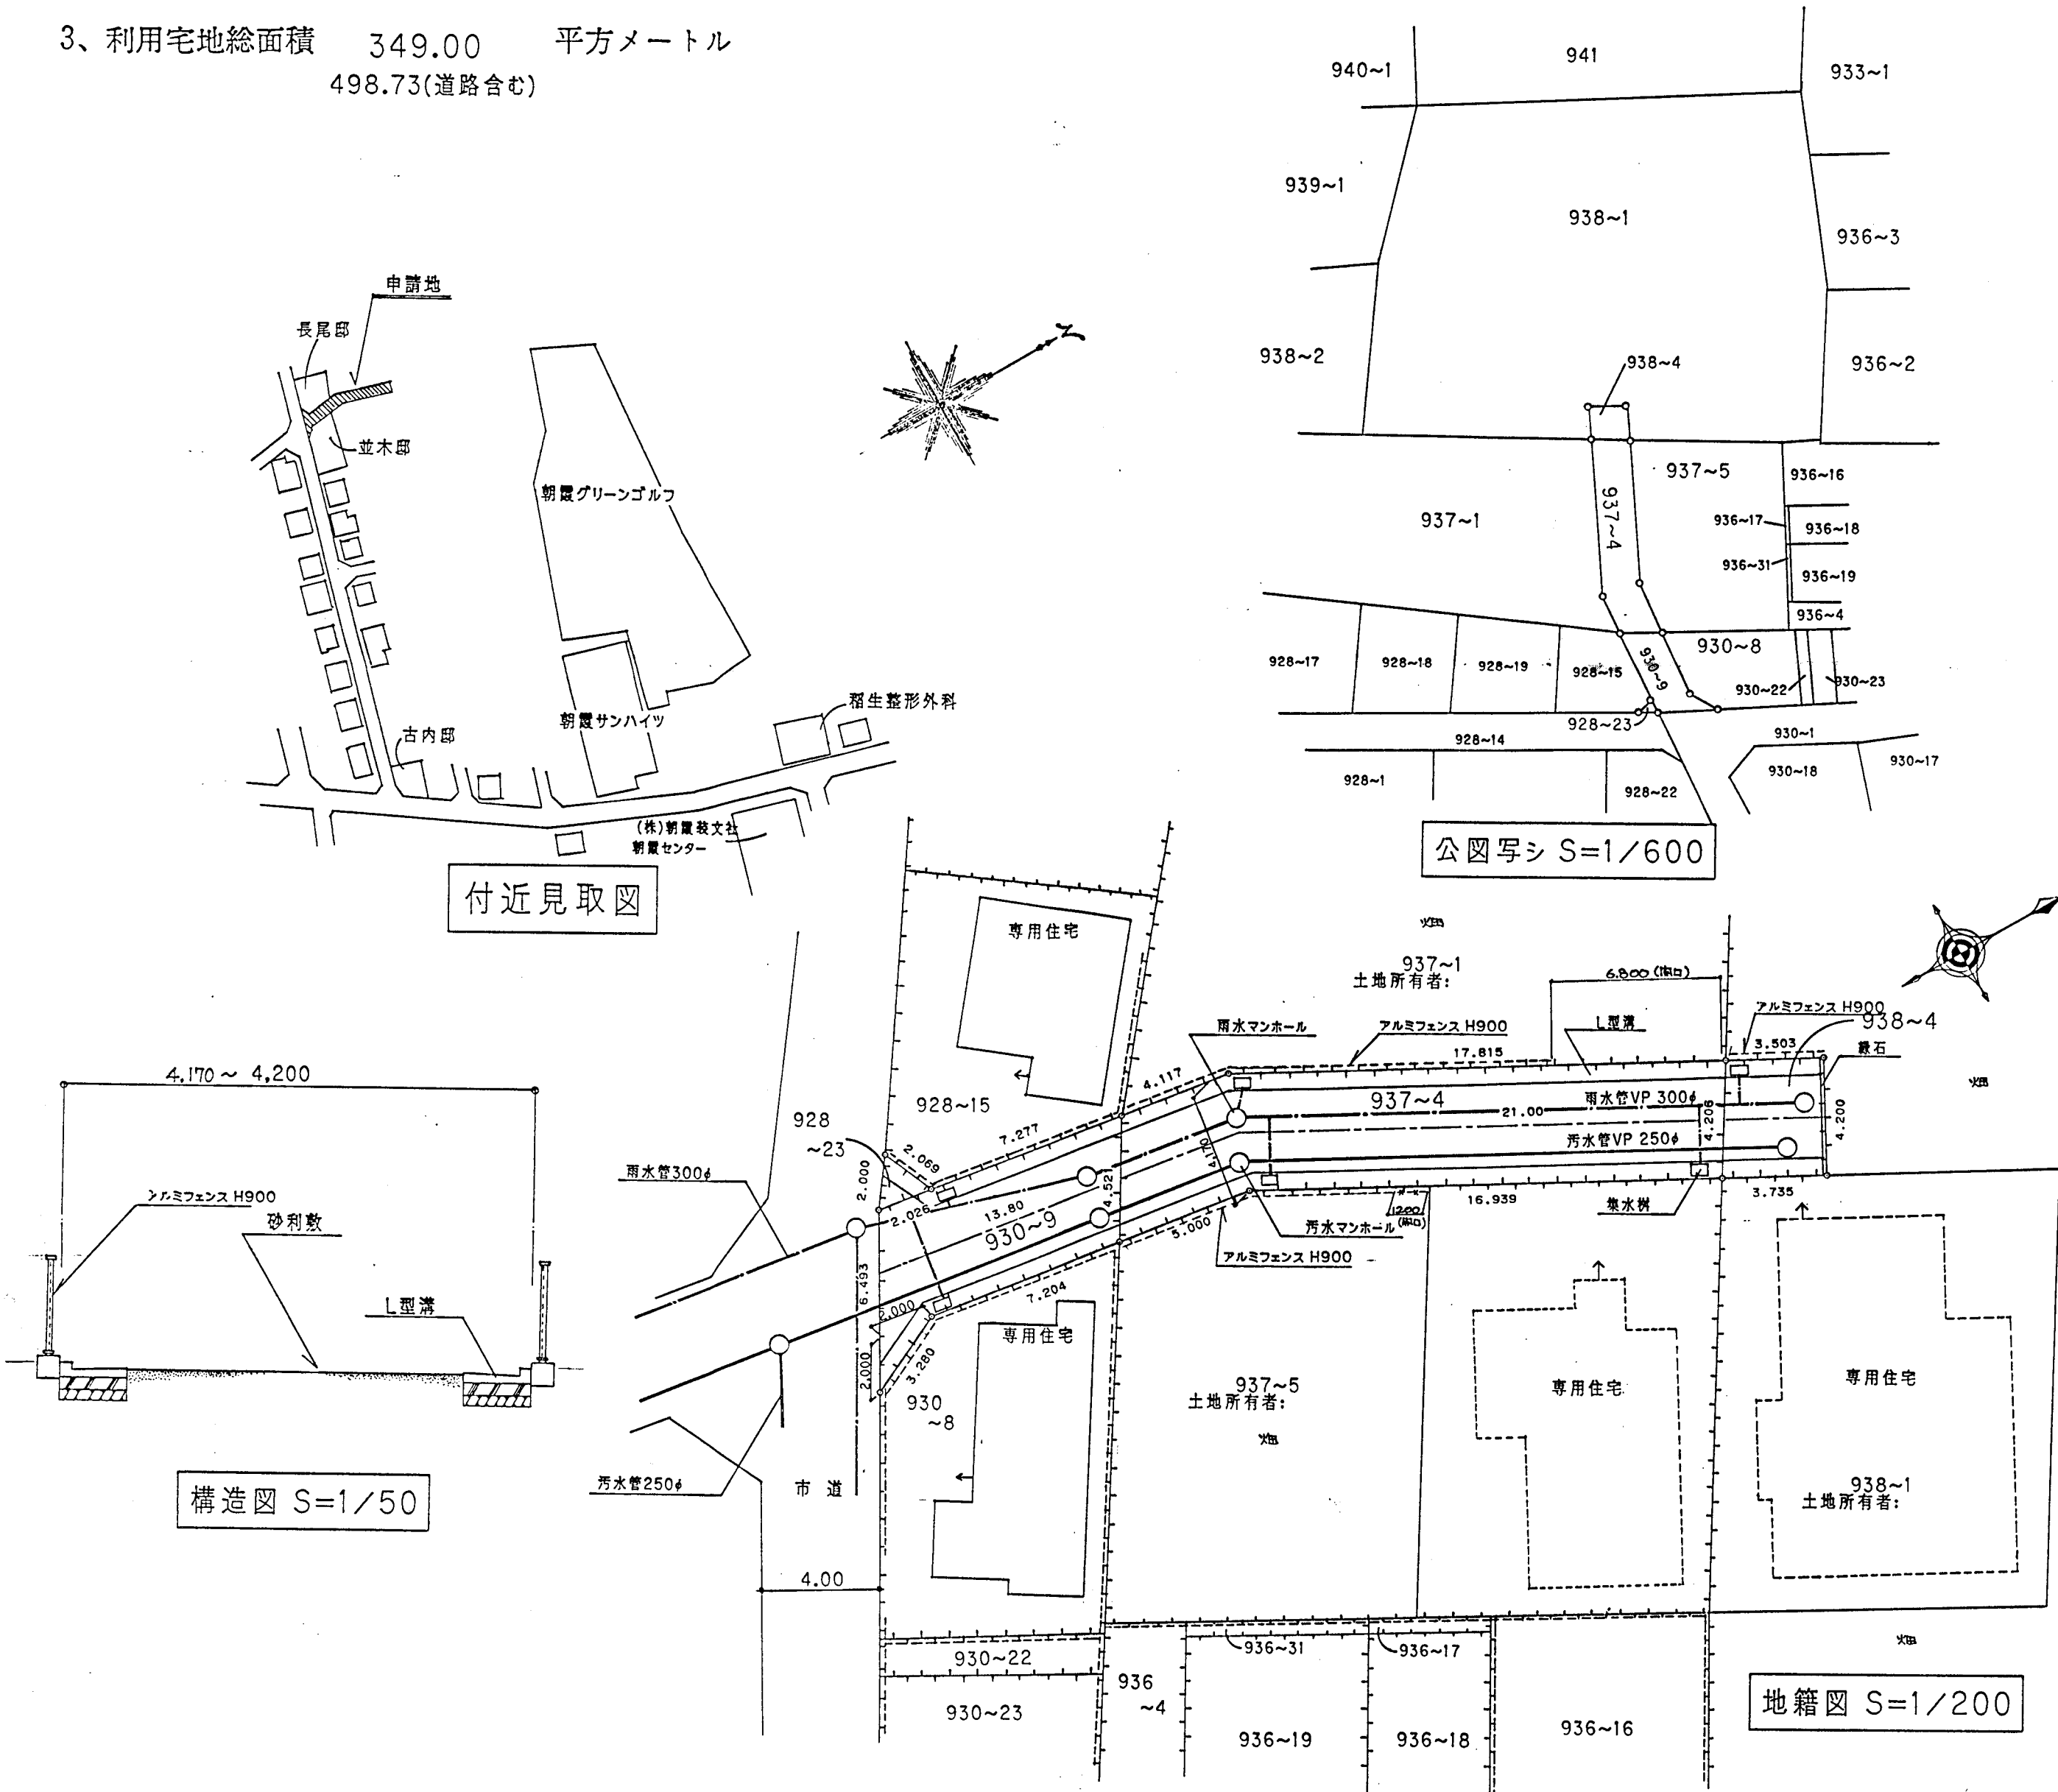 3、利用宅地総面積 349.00 平方メートル
498.73(道路含む)
申請地
長尾邸
並木邸
朝霞グリーンゴルフ
朝霞サンハイツ
稲生整形外科
古内邸
(株)朝霞装文社
朝霞センター
付近見取図
N
940~1
941
933~1
939~1
938~1
936~3
938~2
938~4
936~2
937~5
936~16
937~1
937~4
936~17
936~18
936~31
936~19
936~4
930~8
928~17
928~18
928~19
928~15
930~9
930~22
930~23
928~23
928~14
930~1
928~1
928~22
930~18
930~17
公図写シ S=1/600
4.170 ~ 4,200
アルミフェンス H900
砂利敷
L型溝
構造図 S=1/50
専用住宅
畑
937~1
土地所有者:
6.800 (開口)
雨水マンホール
アルミフェンス H900
L型溝
アルミフェンス H900
938~4
縁石
17.815
3.503
畑
4.117
937~4
雨水管VP 300φ
21.00
928~15
928
~23
7.277
4.170
4.206
4.200
汚水管VP 250φ
2.069
雨水管300φ
2.000
2.026
13.80
4.521
930~9
16.939
3.735
集水桝
1200
(開口)
汚水マンホール
5.000
アルミフェンス H900
6.493
2.000
7.204
2.000
3.280
専用住宅
930
~8
937~5
土地所有者:
畑
専用住宅
専用住宅
938~1
土地所有者:
汚水管250φ
市道
4.00
930~22
936~31
936~17
畑
936
~4
930~23
936~19
936~18
936~16
地籍図 S=1/200